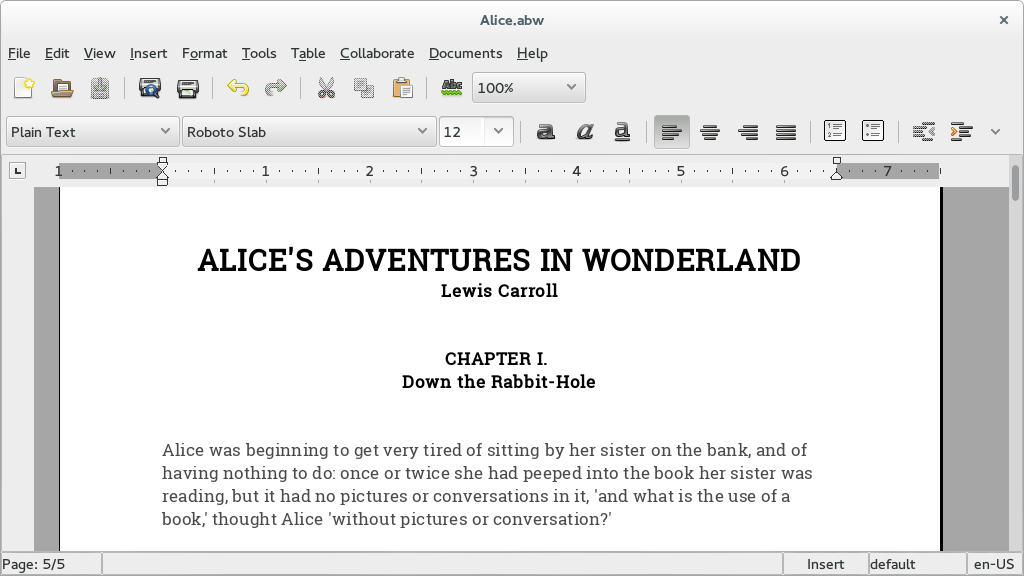 Alice.abw
File Edit View Insert Format Tools Table Collaborate Documents Help
Abc 100%
Plain Text Roboto Slab 12 a a a
1 1 2 3 4 5 6 7
ALICE'S ADVENTURES IN WONDERLAND
Lewis Carroll
CHAPTER I.
Down the Rabbit-Hole
Alice was beginning to get very tired of sitting by her sister on the bank, and of
having nothing to do: once or twice she had peeped into the book her sister was
reading, but it had no pictures or conversations in it, 'and what is the use of a
book,' thought Alice 'without pictures or conversation?'
Page: 5/5 Insert default en-US